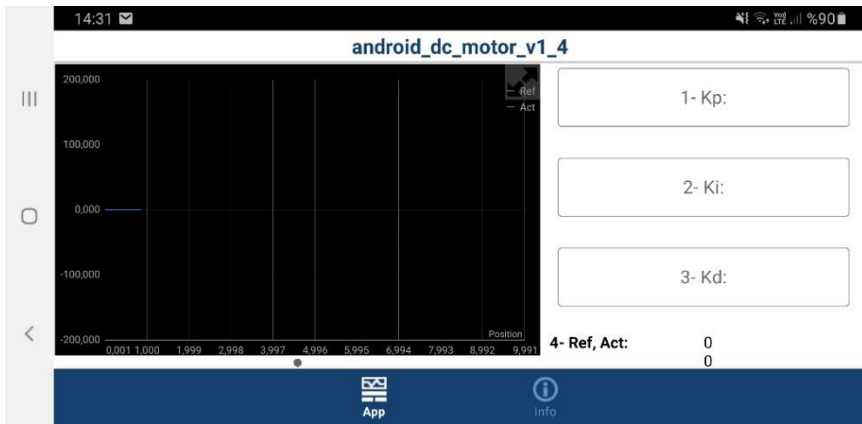 14:31
Voj) LTE %90
android_dc_motor_v1_4
200,000
100,000
0,000
-100,000
-200,000
Ref
Act
Position
0,001 1,000 1,999 2,998 3,997 4,996 5,995 6,994 7,993 8,992 9,991
1- Kp:
2- Ki:
3- Kd:
4- Ref, Act: 0
0
App
Info